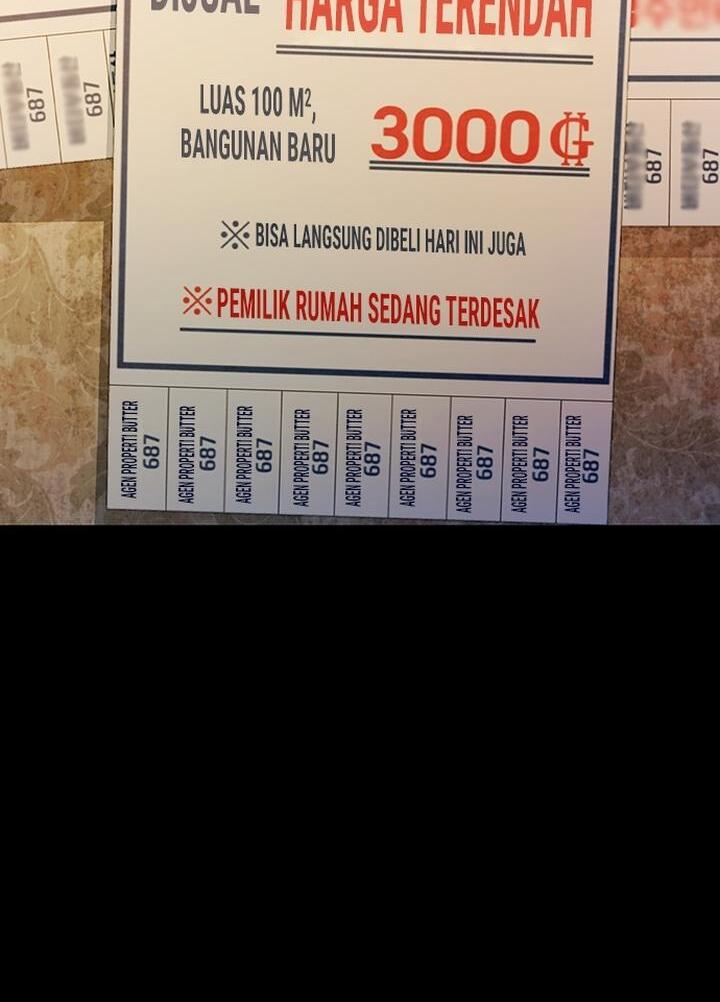 DIJUAL HARGA TERENDAH
LUAS 100 M²,
BANGUNAN BARU
3000
※BISA LANGSUNG DIBELI HARI INI JUGA
※PEMILIK RUMAH SEDANG TERDESAK
687
687
AGEN PROPERTI BUTTER
687
AGEN PROPERTI BUTTER
687
AGEN PROPERTI BUTTER
687
AGEN PROPERTI BUTTER
687
AGEN PROPERTI BUTTER
687
AGEN PROPERTI BUTTER
687
AGEN PROPERTI BUTTER
687
AGEN PROPERTI BUTTER
687
AGEN PROPERTI BUTTER
687
687
687